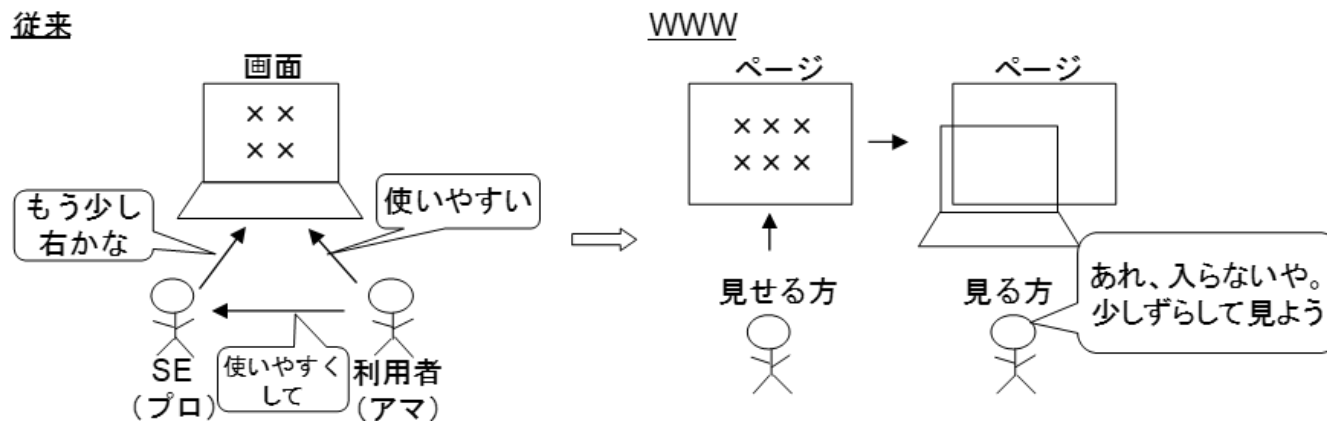 従来
画面
××
××
もう少し
右かな
使いやすい
使いやすく
して
SE
（プロ）
利用者
（アマ）
WWW
ページ
×××
×××
見せる方
ページ
見る方
あれ、入らないや。
少しずらして見よう